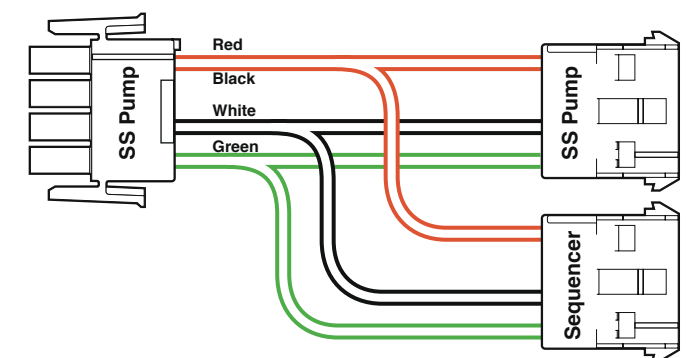 Red
Black
White
Green
SS Pump
SS Pump
Sequencer